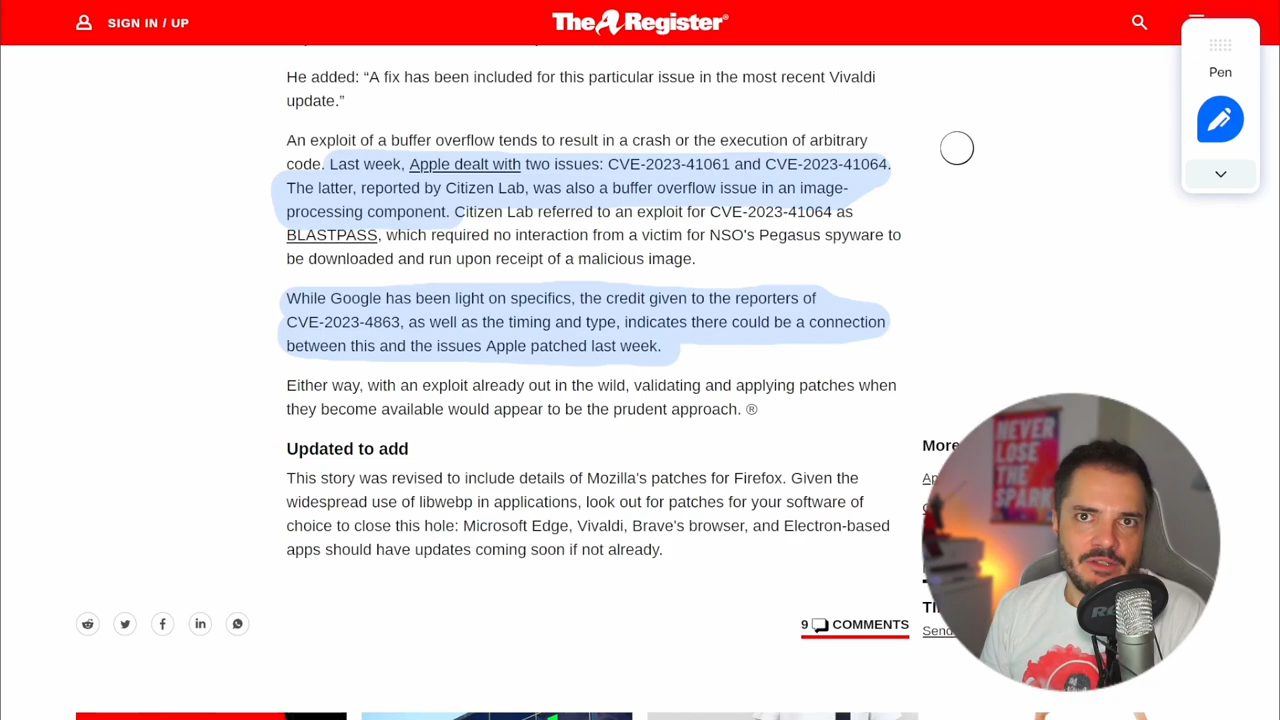 SIGN IN / UP
The Register
Pen
He added: “A fix has been included for this particular issue in the most recent Vivaldi
update.”
An exploit of a buffer overflow tends to result in a crash or the execution of arbitrary
code. Last week, Apple dealt with two issues: CVE-2023-41061 and CVE-2023-41064.
The latter, reported by Citizen Lab, was also a buffer overflow issue in an image-
processing component. Citizen Lab referred to an exploit for CVE-2023-41064 as
BLASTPASS, which required no interaction from a victim for NSO's Pegasus spyware to
be downloaded and run upon receipt of a malicious image.
While Google has been light on specifics, the credit given to the reporters of
CVE-2023-4863, as well as the timing and type, indicates there could be a connection
between this and the issues Apple patched last week.
Either way, with an exploit already out in the wild, validating and applying patches when
they become available would appear to be the prudent approach. ®
Updated to add
This story was revised to include details of Mozilla's patches for Firefox. Given the
widespread use of libwebp in applications, look out for patches for your software of
choice to close this hole: Microsoft Edge, Vivaldi, Brave's browser, and Electron-based
apps should have updates coming soon if not already.
9 COMMENTS
More
Send
NEVER
LOSE
THE
SPARK